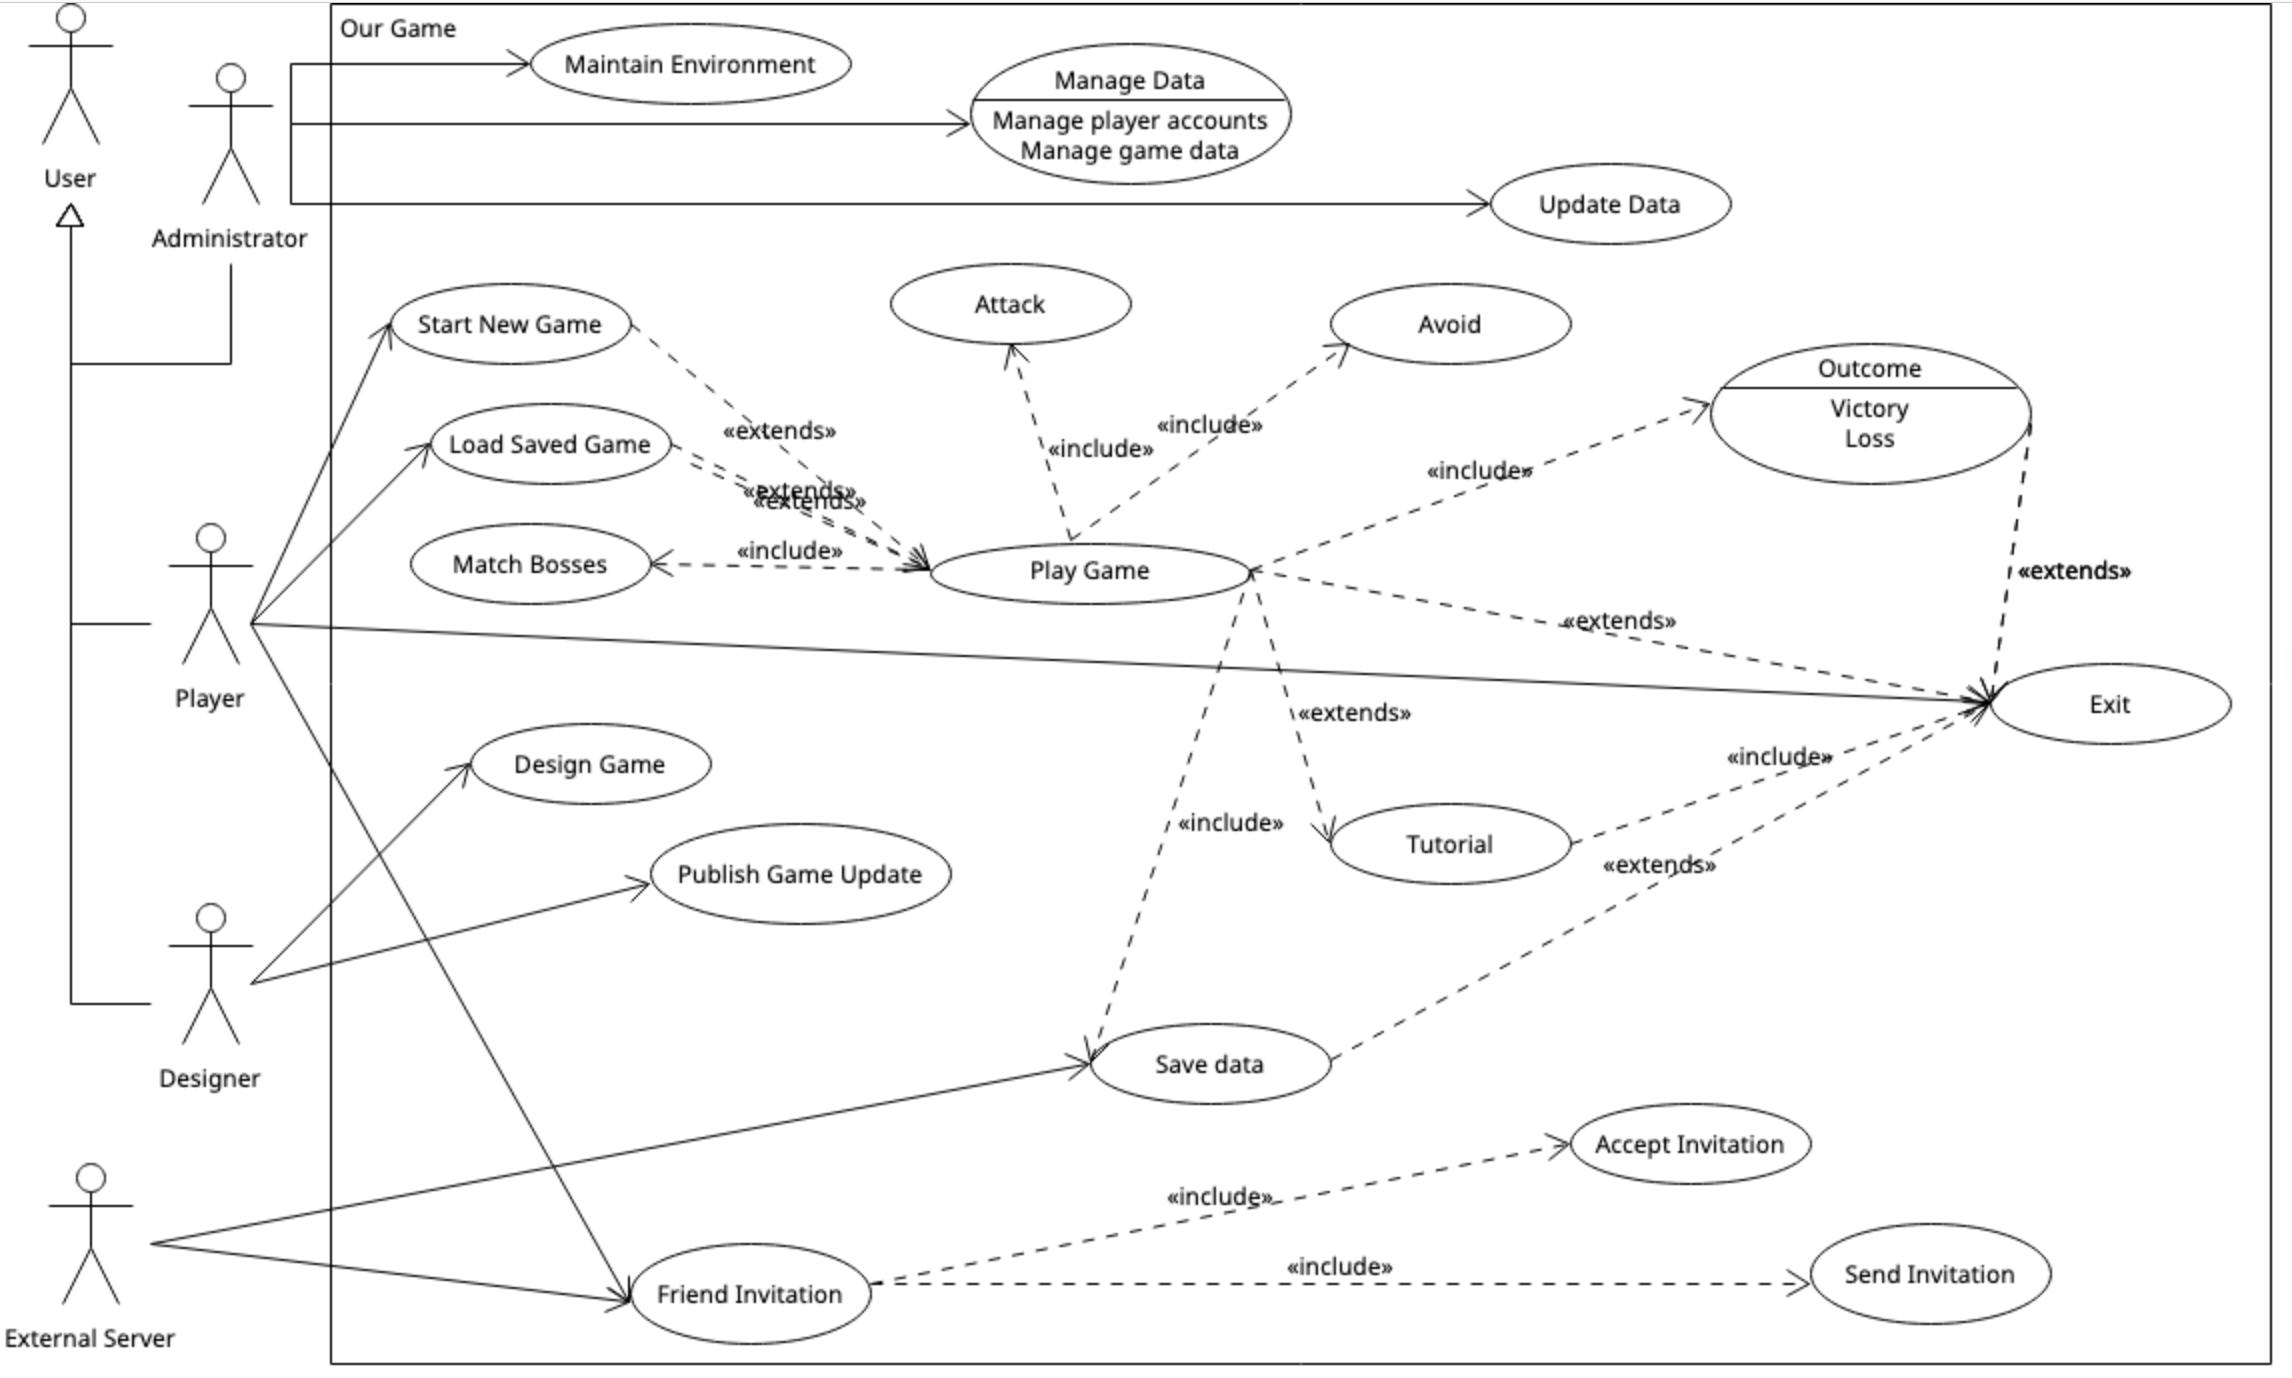 Our Game
Maintain Environment
Manage Data
Manage player accounts
Manage game data
User
Update Data
Administrator
Attack
Start New Game
Avoid
Outcome
Victory
Loss
«extends»
«include»
«include»
Load Saved Game
«include»
«extends»
«extends»
«include»
Match Bosses
Play Game
«extends»
«extends»
Player
Exit
«extends»
«include»
Design Game
«include»
Tutorial
«extends»
Publish Game Update
Designer
Save data
Accept Invitation
«include»
«include»
Send Invitation
Friend Invitation
External Server